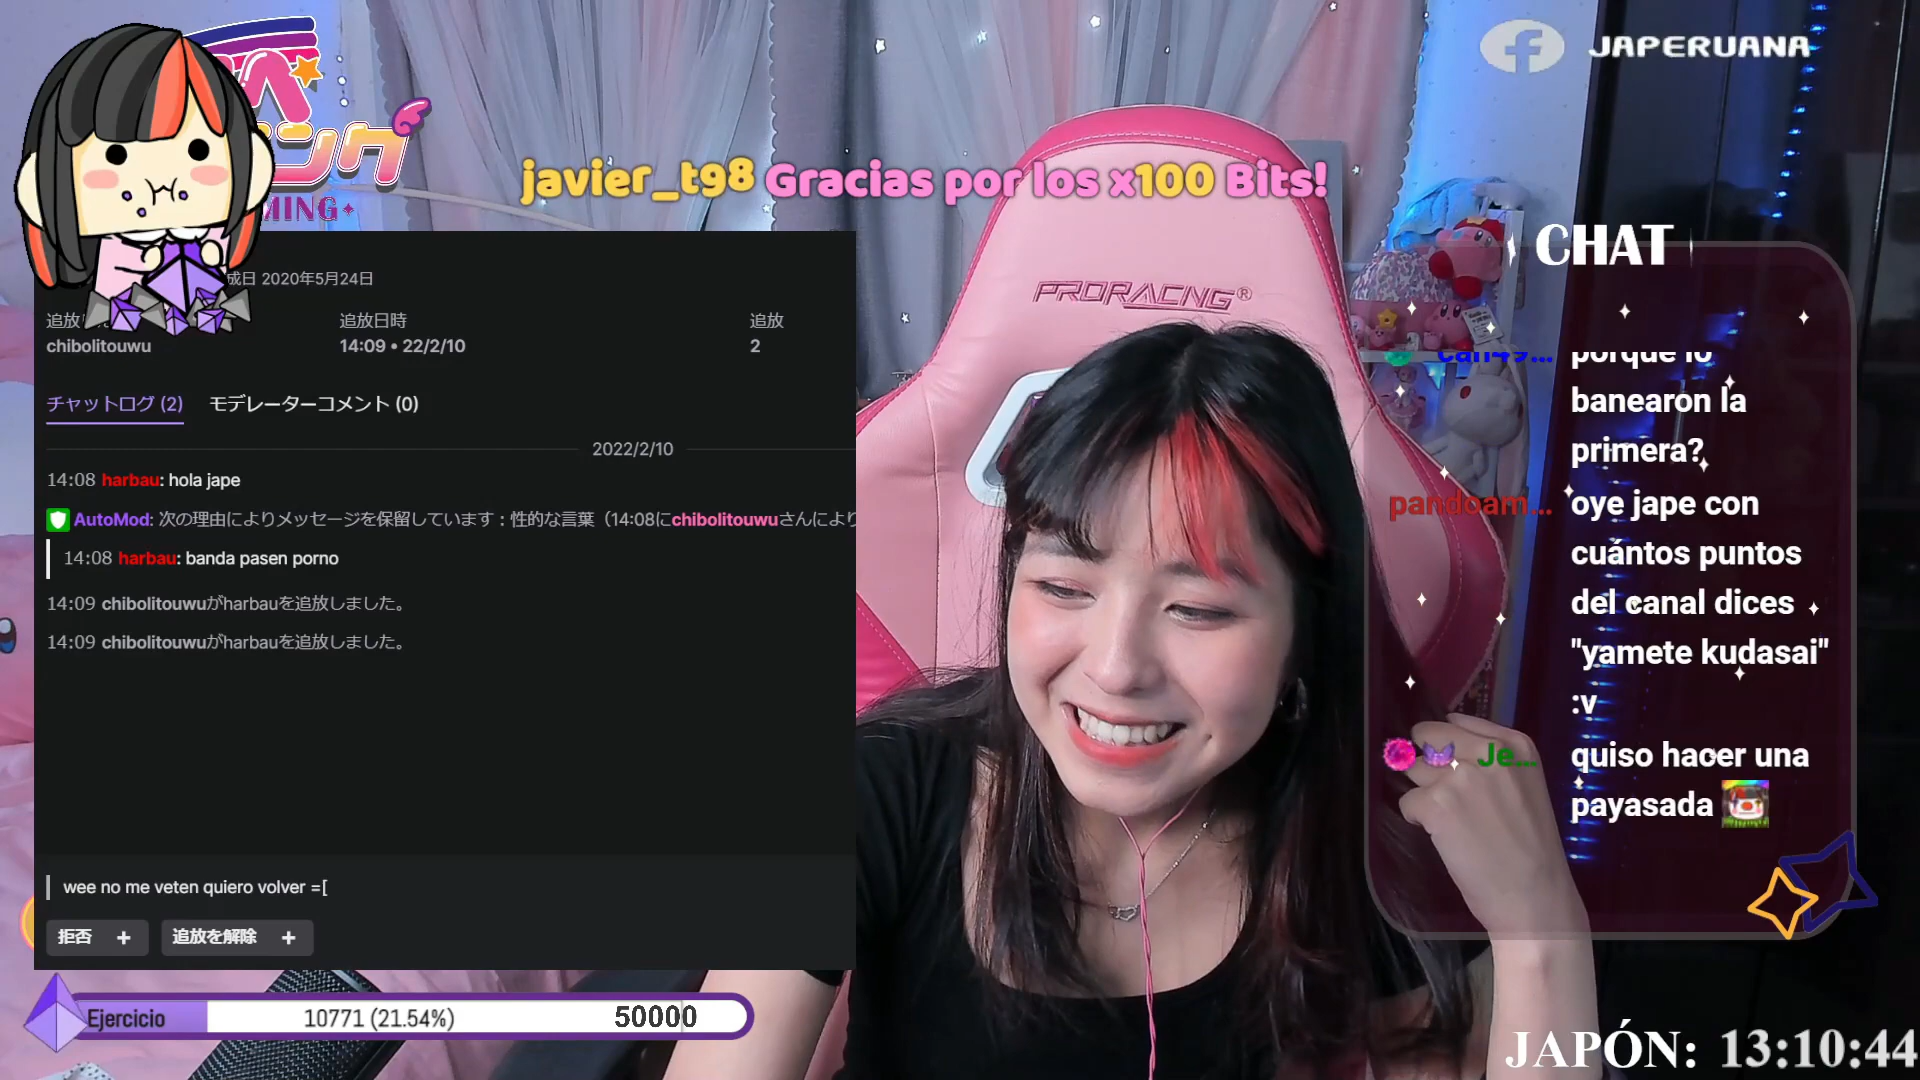 JAPERUANA
ペ
ング
MING
javier_t98 Gracias por los x100 Bits!
PRORACNG®
CHAT
成日 2020年5月24日
追放
追放日時
追放
chibolitouwu
14:09 • 22/2/10
2
チャットログ (2)
モデレーターコメント (0)
2022/2/10
14:08 harbau: hola jape
AutoMod: 次の理由によりメッセージを保留しています：性的な言葉（14:08にchibolitouwuさんにより
14:08 harbau: banda pasen porno
14:09 chibolitouwuがharbauを追放しました。
14:09 chibolitouwuがharbauを追放しました。
wee no me veten quiero volver =[
拒否 +
追放を解除 +
Ejercicio
10771 (21.54%)
50000
porque lo
banearon la
primera?
pandoam... oye jape con
cuántos puntos
del canal dices
"yamete kudasai"
:v
Je... quiso hacer una
payasada
JAPÓN: 13:10:44